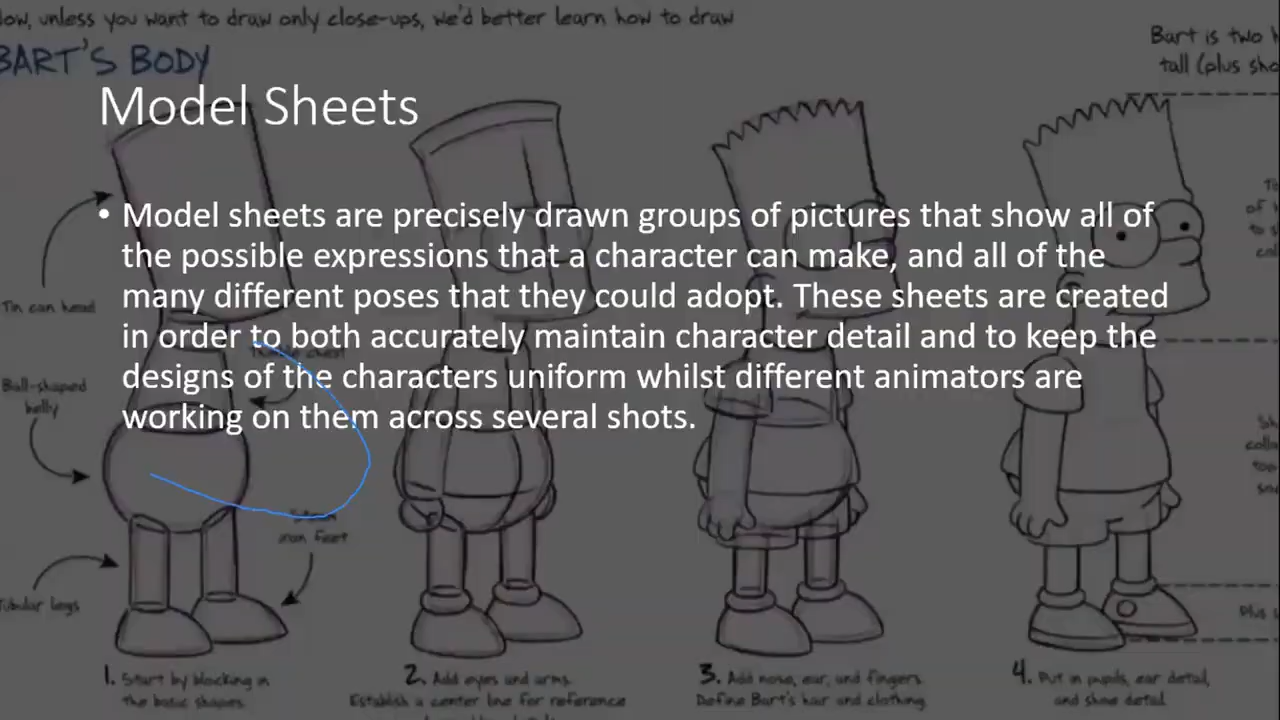 low, unless you want to draw only close-ups, we'd better learn how to draw
BART'S BODY
Bart is two
tall (plus
Model Sheets
• Model sheets are precisely drawn groups of pictures that show all of
the possible expressions that a character can make, and all of the
many different poses that they could adopt. These sheets are created
in order to both accurately maintain character detail and to keep the
designs of the characters uniform whilst different animators are
working on them across several shots.
Tin can head
Ball-shaped
belly
iron feet
Tubular legs
Plus
1. Start by blocking in
the basic shapes.
2. Add eyes and arms.
Establish a center line for reference
3. Add nose, ear, and fingers.
Define Bart's hair and clothing.
4. Put in pupils, ear detail,
and shoe detail.